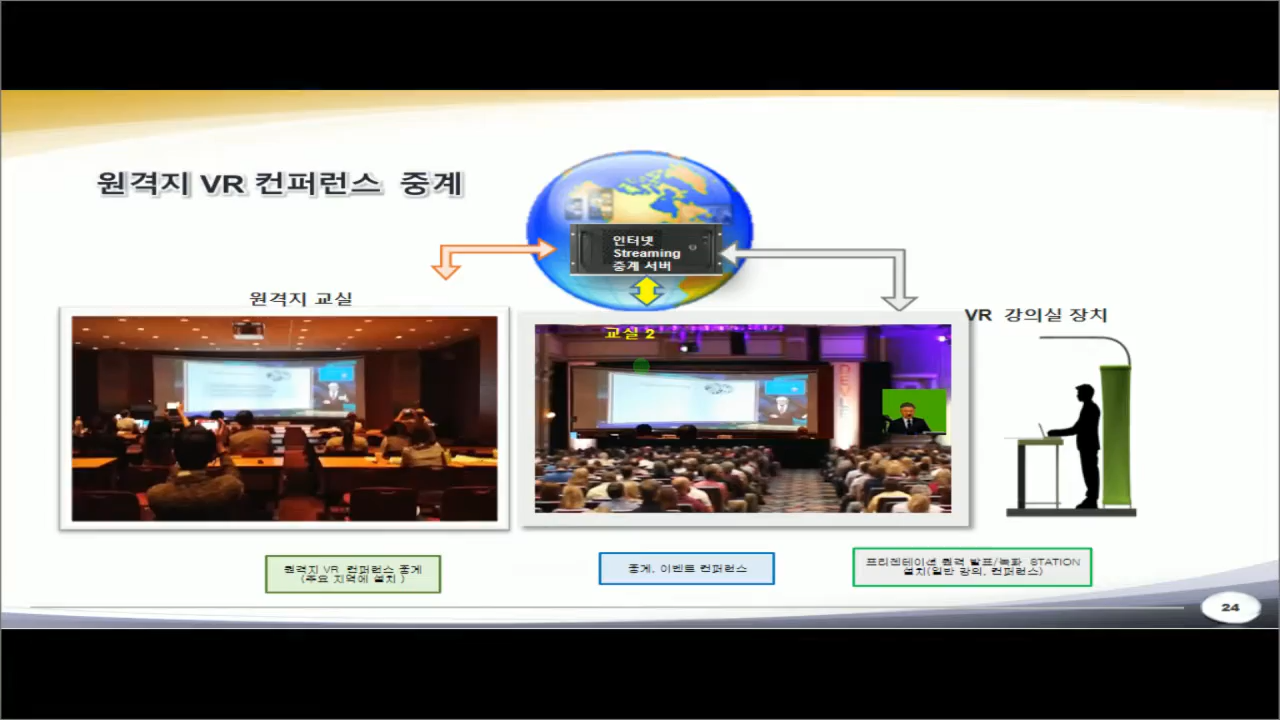 원격지 VR 컨퍼런스 중계
인터넷
Streaming
중계 서버
원격지 교실
교실 2
VR 강의실 장치
원격지 VR 컨퍼런스 중계
(주요 지역에 설치 )
중계, 이벤트 컨퍼런스
프리젠테이션 원격 발표/녹화 STATION
설치(일반 강의, 컨퍼런스)
24